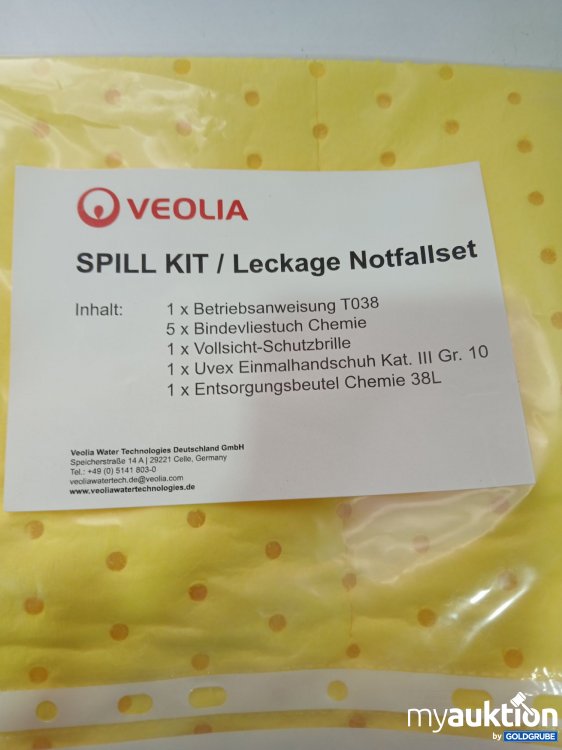 VEOLIA
SPILL KIT / Leckage Notfallset
Inhalt: 1 x Betriebsanweisung T038
5 x Bindevliestuch Chemie
1 x Vollsicht-Schutzbrille
1 x Uvex Einmalhandschuh Kat. III Gr. 10
1 x Entsorgungsbeutel Chemie 38L
Veolia Water Technologies Deutschland GmbH
Speicherstraße 14 A | 29221 Celle, Germany
Tel.: +49 (0) 5141 803-0
veoliawatertech.de@veolia.com
www.veoliawatertechnologies.de
myauktion
by GOLDGRUBE